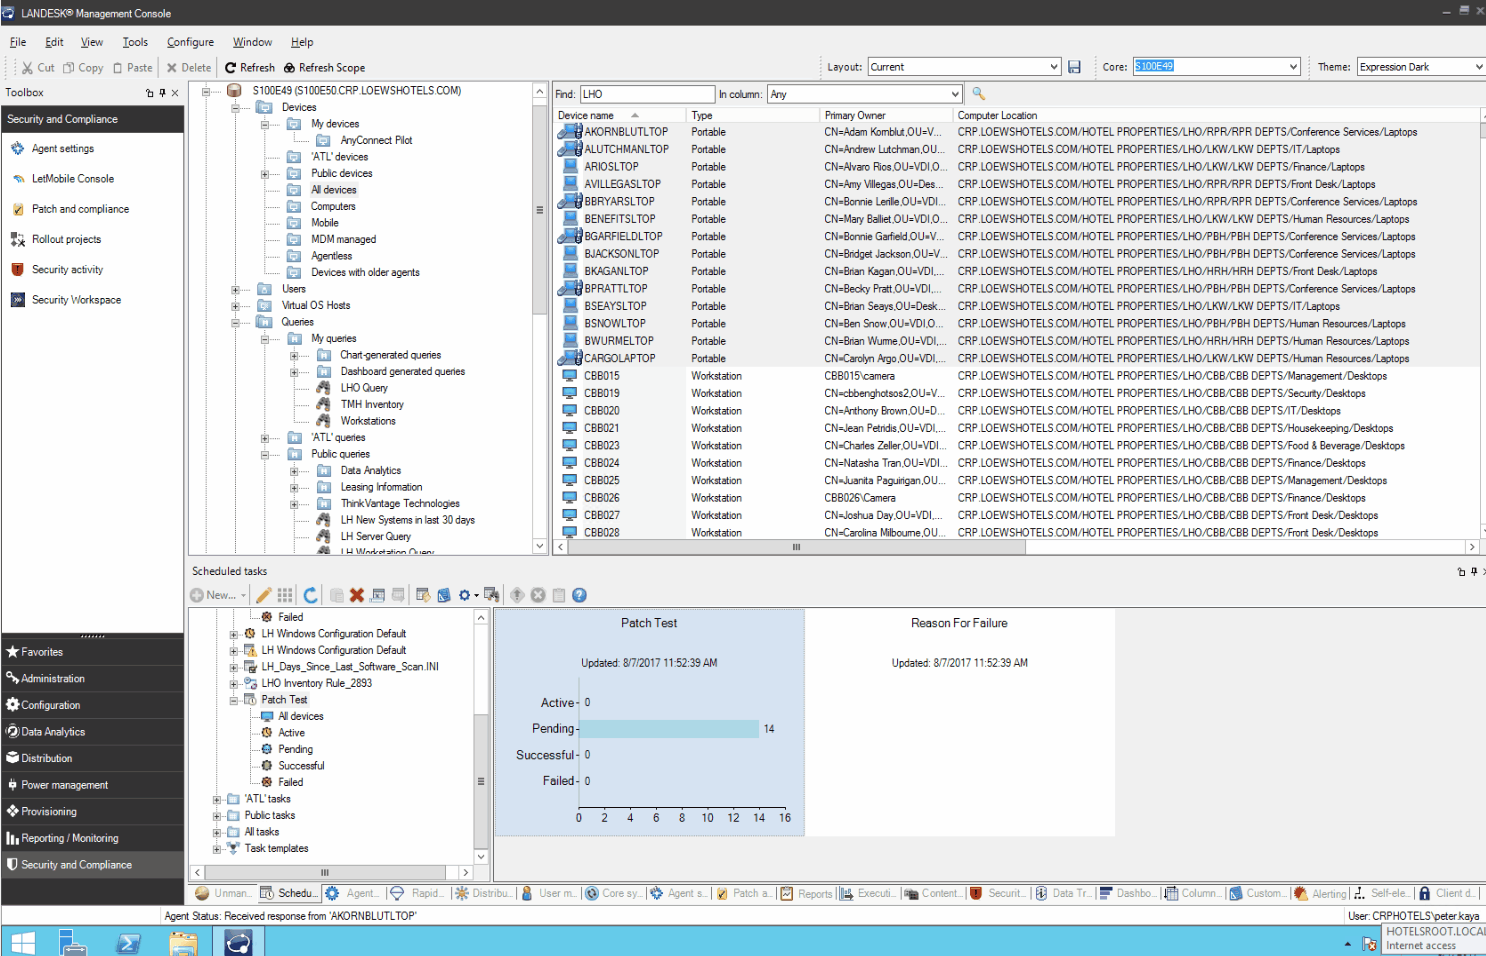 LANDESK® Management Console
File Edit View Tools Configure Window Help
Cut Copy Paste Delete Refresh Refresh Scope Layout: Current Core: S100E49 Theme: Expression Dark
Toolbox
Security and Compliance
Agent settings
LetMobile Console
Patch and compliance
Rollout projects
Security activity
Security Workspace
Favorites
Administration
Configuration
Data Analytics
Distribution
Power management
Provisioning
Reporting / Monitoring
Security and Compliance
S100E49 (S100E50.CRP.LOEWSHOTELS.COM)
Devices
My devices
AnyConnect Pilot
'ATL' devices
Public devices
All devices
Computers
Mobile
MDM managed
Agentless
Devices with older agents
Users
Virtual OS Hosts
Queries
My queries
Chart-generated queries
Dashboard generated queries
LHO Query
TMH Inventory
Workstations
'ATL' queries
Public queries
Data Analytics
Leasing Information
ThinkVantage Technologies
LH New Systems in last 30 days
LH Server Query
LH Workstation Query
Find: LHO In column: Any
Device name Type Primary Owner Computer Location
AKORNBLUTLTOP Portable CN=Adam Kornblut,OU=V... CRP.LOEWSHOTELS.COM/HOTEL PROPERTIES/LHO/RPR/RPR DEPTS/Conference Services/Laptops
ALUTCHMANLTOP Portable CN=Andrew Lutchman,OU... CRP.LOEWSHOTELS.COM/HOTEL PROPERTIES/LHO/LKW/LKW DEPTS/IT/Laptops
ARIOSLTOP Portable CN=Alvaro Rios,OU=VDI,O... CRP.LOEWSHOTELS.COM/HOTEL PROPERTIES/LHO/LKW/LKW DEPTS/Finance/Laptops
AVILLEGASLTOP Portable CN=Amy Villegas,OU=Des... CRP.LOEWSHOTELS.COM/HOTEL PROPERTIES/LHO/RPR/RPR DEPTS/Front Desk/Laptops
BBRYARSLTOP Portable CN=Bonnie Lerille,OU=VDI... CRP.LOEWSHOTELS.COM/HOTEL PROPERTIES/LHO/RPR/RPR DEPTS/Conference Services/Laptops
BENEFITSLTOP Portable CN=Mary Balliet,OU=VDI,O... CRP.LOEWSHOTELS.COM/HOTEL PROPERTIES/LHO/LKW/LKW DEPTS/Human Resources/Laptops
BGARFIELDLTOP Portable CN=Bonnie Garfield,OU=V... CRP.LOEWSHOTELS.COM/HOTEL PROPERTIES/LHO/PBH/PBH DEPTS/Conference Services/Laptops
BJACKSONLTOP Portable CN=Bridget Jackson,OU=V... CRP.LOEWSHOTELS.COM/HOTEL PROPERTIES/LHO/PBH/PBH DEPTS/Finance/Laptops
BKAGANLTOP Portable CN=Brian Kagan,OU=VDI,... CRP.LOEWSHOTELS.COM/HOTEL PROPERTIES/LHO/HRH/HRH DEPTS/Front Desk/Laptops
BPRATTLTOP Portable CN=Becky Pratt,OU=VDI,... CRP.LOEWSHOTELS.COM/HOTEL PROPERTIES/LHO/PBH/PBH DEPTS/Conference Services/Laptops
BSEAYSLTOP Portable CN=Brian Seays,OU=Desk... CRP.LOEWSHOTELS.COM/HOTEL PROPERTIES/LHO/LKW/LKW DEPTS/IT/Laptops
BSNOWLTOP Portable CN=Ben Snow,OU=VDI,O... CRP.LOEWSHOTELS.COM/HOTEL PROPERTIES/LHO/PBH/PBH DEPTS/Human Resources/Laptops
BWURMELTOP Portable CN=Brian Wurme,OU=VDI,... CRP.LOEWSHOTELS.COM/HOTEL PROPERTIES/LHO/HRH/HRH DEPTS/Finance/Laptops
CARGOLAPTOP Portable CN=Carolyn Argo,OU=VDI,... CRP.LOEWSHOTELS.COM/HOTEL PROPERTIES/LHO/LKW/LKW DEPTS/Human Resources/Laptops
CBB015 Workstation CBB015\camera CRP.LOEWSHOTELS.COM/HOTEL PROPERTIES/LHO/CBB/CBB DEPTS/Management/Desktops
CBB019 Workstation CN=cbbenghotsos2,OU=V... CRP.LOEWSHOTELS.COM/HOTEL PROPERTIES/LHO/CBB/CBB DEPTS/Security/Desktops
CBB020 Workstation CN=Anthony Brown,OU=D... CRP.LOEWSHOTELS.COM/HOTEL PROPERTIES/LHO/CBB/CBB DEPTS/IT/Desktops
CBB021 Workstation CN=Jean Petridis,OU=VDI,... CRP.LOEWSHOTELS.COM/HOTEL PROPERTIES/LHO/CBB/CBB DEPTS/Housekeeping/Desktops
CBB023 Workstation CN=Charles Zeller,OU=VDI... CRP.LOEWSHOTELS.COM/HOTEL PROPERTIES/LHO/CBB/CBB DEPTS/Food & Beverage/Desktops
CBB024 Workstation CN=Natasha Tran,OU=VDI... CRP.LOEWSHOTELS.COM/HOTEL PROPERTIES/LHO/CBB/CBB DEPTS/Finance/Desktops
CBB025 Workstation CN=Juanita Paguirigan,OU... CRP.LOEWSHOTELS.COM/HOTEL PROPERTIES/LHO/CBB/CBB DEPTS/Management/Desktops
CBB026 Workstation CBB026\Camera CRP.LOEWSHOTELS.COM/HOTEL PROPERTIES/LHO/CBB/CBB DEPTS/Finance/Desktops
CBB027 Workstation CN=Joshua Day,OU=VDI,... CRP.LOEWSHOTELS.COM/HOTEL PROPERTIES/LHO/CBB/CBB DEPTS/Front Desk/Desktops
CBB028 Workstation CN=Carolina Milbourne,OU... CRP.LOEWSHOTELS.COM/HOTEL PROPERTIES/LHO/CBB/CBB DEPTS/Front Desk/Desktops
Scheduled tasks
New...
Failed
LH Windows Configuration Default
LH Windows Configuration Default
LH_Days_Since_Last_Software_Scan.INI
LHO Inventory Rule_2893
Patch Test
All devices
Active
Pending
Successful
Failed
'ATL' tasks
Public tasks
All tasks
Task templates
Patch Test
Updated: 8/7/2017 11:52:39 AM
Active 0
Pending 14
Successful 0
Failed 0
0 2 4 6 8 10 12 14 16
Reason For Failure
Updated: 8/7/2017 11:52:39 AM
Unman... Schedu... Agent... Rapid... Distribu... User m... Core sy... Agent s... Patch a... Reports Executi... Content... Securit... Data Tr... Dashbo... Column... Custom... Alerting Self-ele... Client d...
Agent Status: Received response from 'AKORNBLUTLTOP'
User: CRPHOTELS\peter.kaya
HOTELSROOT.LOCA
Internet access